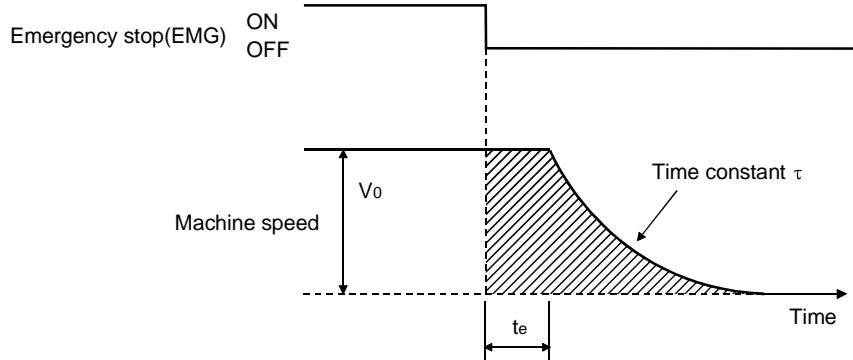 ON
Emergency stop(EMG)
OFF
Time constant τ
V0
Machine speed
Time
te